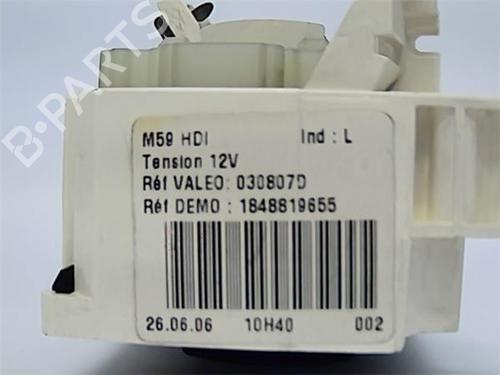 M59 HDI Ind : L
Tension 12V
Réf VALEO: 030807D
Réf DEMO : 1848819655
26.06.06 10H40 002
B-PARTS